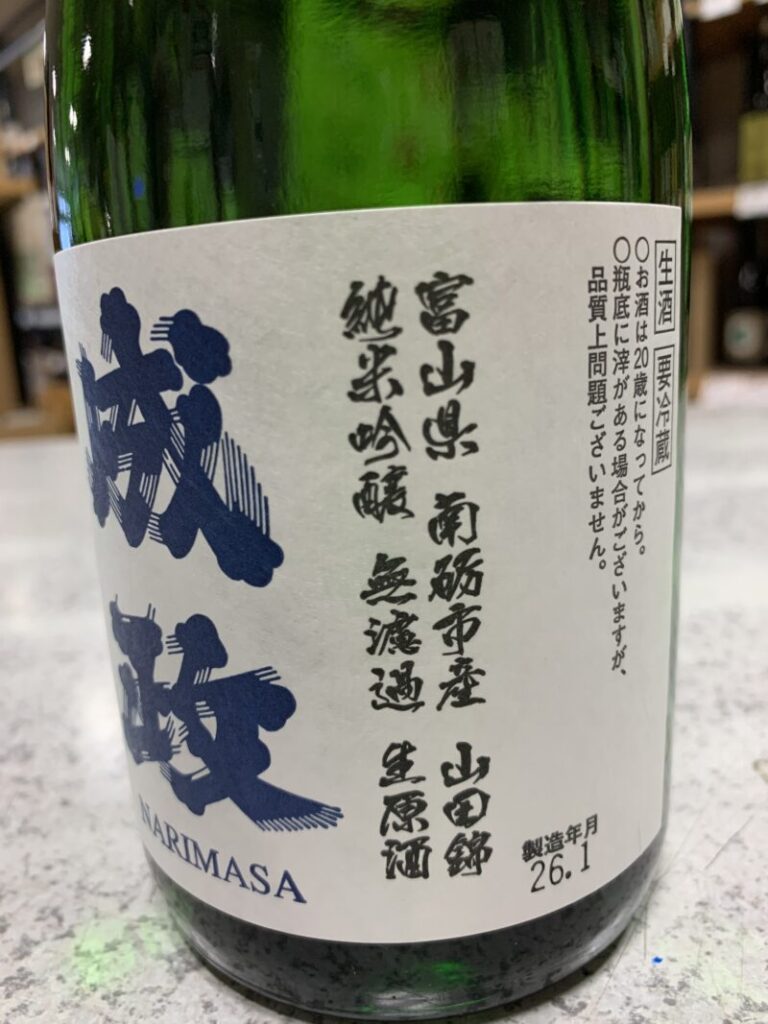 生酒 要冷蔵
○お酒は20歳になってから。
○瓶底に滓がある場合がございますが、
品質上問題ございません。
富山県 南砺市産 山田錦
純米吟醸 無濾過 生原酒
製造年月
26.1
成政
NARIMASA